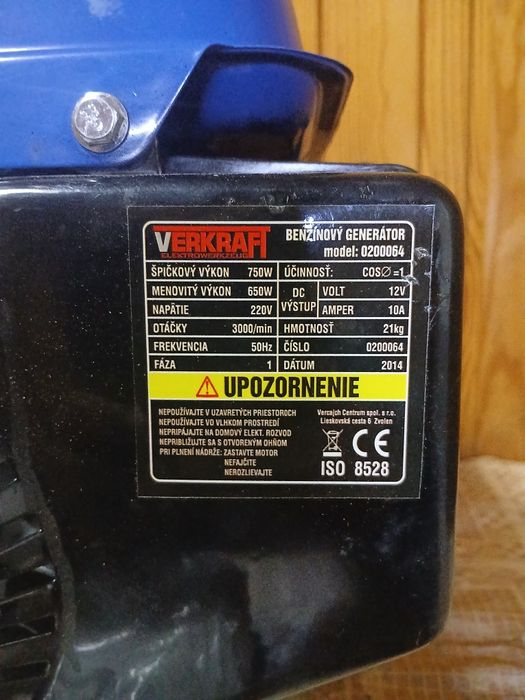 VERKRAFT
ELEKTROWERKZEUG
BENZÍNOVÝ GENERÁTOR
model: 0200064
ŠPIČKOVÝ VÝKON 750W ÚČINNOSŤ: COSØ=1
MENOVITÝ VÝKON 650W DC VÝSTUP VOLT 12V
NAPÄTIE 220V AMPER 10A
OTÁČKY 3000/min HMOTNOSŤ 21kg
FREKVENCIA 50Hz ČÍSLO 0200064
FÁZA 1 DÁTUM 2014
UPOZORNENIE
NEPOUŽÍVAJTE V UZAVRETÝCH PRIESTOROCH
NEPOUŽÍVAJTE VO VLHKOM PROSTREDÍ
NEPRIPÁJAJTE NA DOMOVÝ ELEKT. ROZVOD
NEPRIBLIŽUJTE SA S OTVORENÝM OHŇOM
PRI PLNENÍ NÁDRŽE: ZASTAVTE MOTOR
NEFAJČITE
NEROZLIEVAJTE
Vercajch Centrum spol. s r.o.
Lieskovská cesta 6 Zvolen
CE
ISO 8528